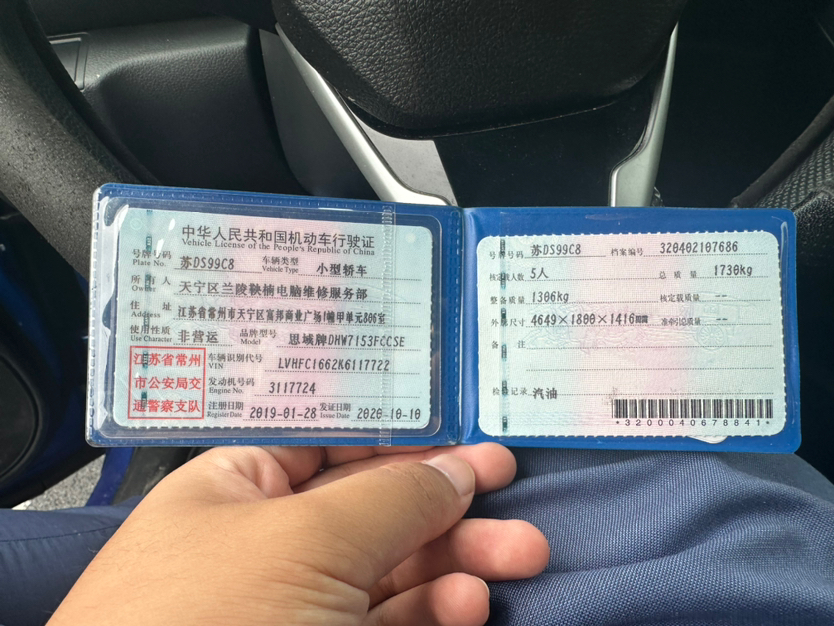 中华人民共和国机动车行驶证
Vehicle License of the People's Republic of China
号牌号码 Plate No. 苏DS99C8 车辆类型 Vehicle Type 小型轿车
所有人 Owner 天宁区兰陵鞅楠电脑维修服务部
住址 Address 江苏省常州市天宁区富邦商业广场1幢甲单元806室
使用性质 Use Character 非营运 品牌型号 Model 思域牌DHW7153FCCSE
江苏省常州
市公安局交
通警察支队
车辆识别代号 VIN LVHFC1662K6117722
发动机号码 Engine No. 3117724
注册日期 Register Date 2019-01-28 发证日期 Issue Date 2020-10-10
号牌号码 苏DS99C8 档案编号 320402107686
核定载人数 5人 总质量 1730kg
整备质量 1306kg 核定载质量 --
外廓尺寸 4649×1800×1416mm 准牵引总质量 --
备注
检验记录 汽油
*3200040678841*